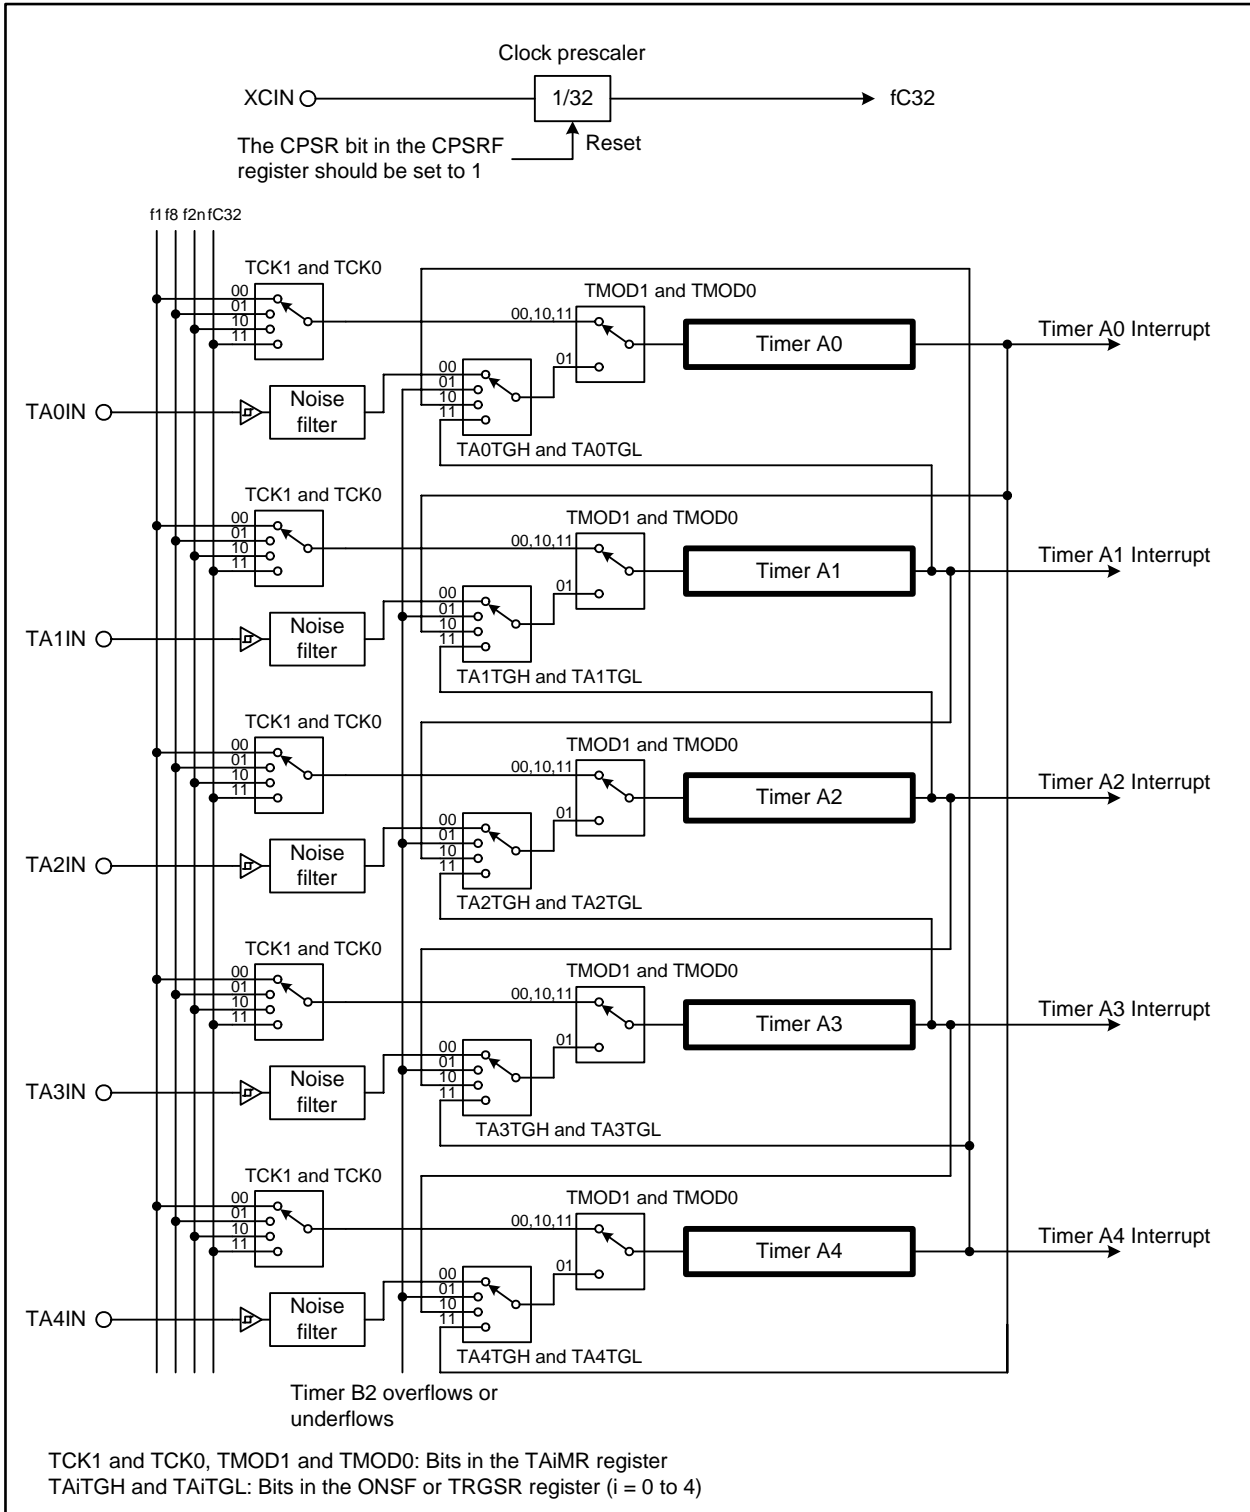 Clock prescaler
XCIN
1/32
fC32
The CPSR bit in the CPSRF
register should be set to 1
Reset
f1 f8 f2n fC32
TCK1 and TCK0
00
01
10
11
TMOD1 and TMOD0
00,10,11
01
Timer A0
Timer A0 Interrupt
TA0IN
Noise
filter
00
01
10
11
TA0TGH and TA0TGL
TCK1 and TCK0
00
01
10
11
TMOD1 and TMOD0
00,10,11
01
Timer A1
Timer A1 Interrupt
TA1IN
Noise
filter
00
01
10
11
TA1TGH and TA1TGL
TCK1 and TCK0
00
01
10
11
TMOD1 and TMOD0
00,10,11
01
Timer A2
Timer A2 Interrupt
TA2IN
Noise
filter
00
01
10
11
TA2TGH and TA2TGL
TCK1 and TCK0
00
01
10
11
TMOD1 and TMOD0
00,10,11
01
Timer A3
Timer A3 Interrupt
TA3IN
Noise
filter
00
01
10
11
TA3TGH and TA3TGL
TCK1 and TCK0
00
01
10
11
TMOD1 and TMOD0
00,10,11
01
Timer A4
Timer A4 Interrupt
TA4IN
Noise
filter
00
01
10
11
TA4TGH and TA4TGL
Timer B2 overflows or
underflows
TCK1 and TCK0, TMOD1 and TMOD0: Bits in the TAiMR register
TAiTGH and TAiTGL: Bits in the ONSF or TRGSR register (i = 0 to 4)